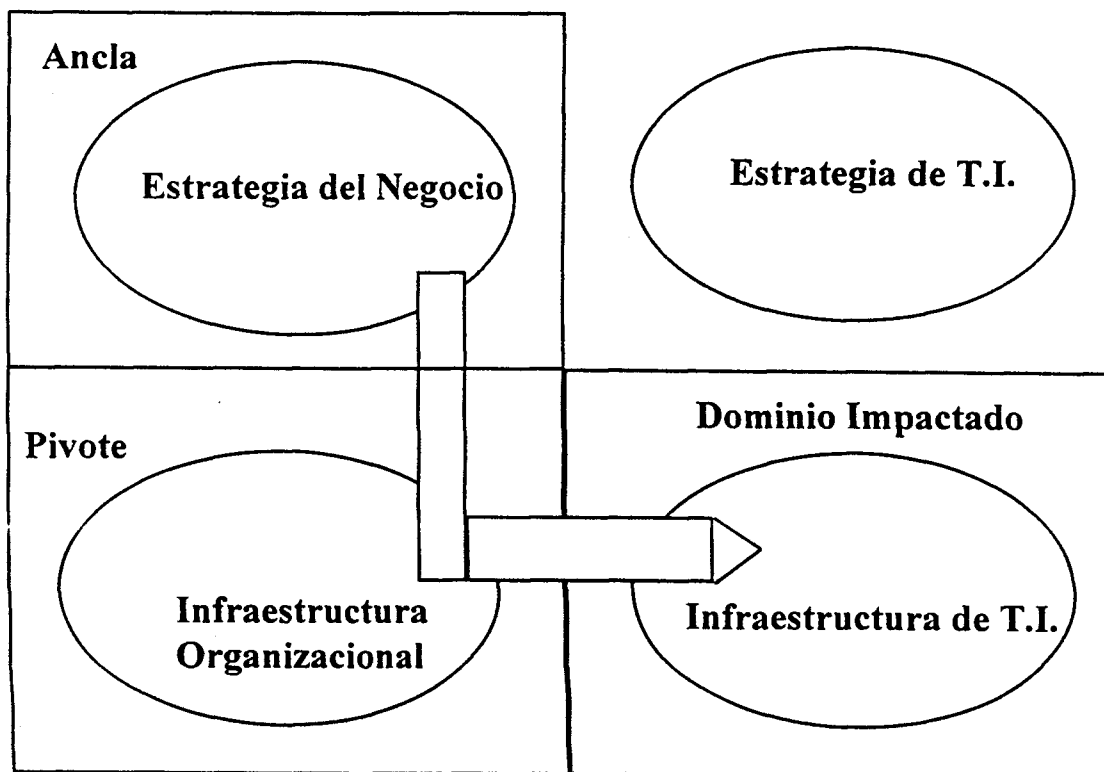 Ancla
Estrategia del Negocio
Estrategia de T.I.
Pivote
Infraestructura
Organizacional
Dominio Impactado
Infraestructura de T.I.